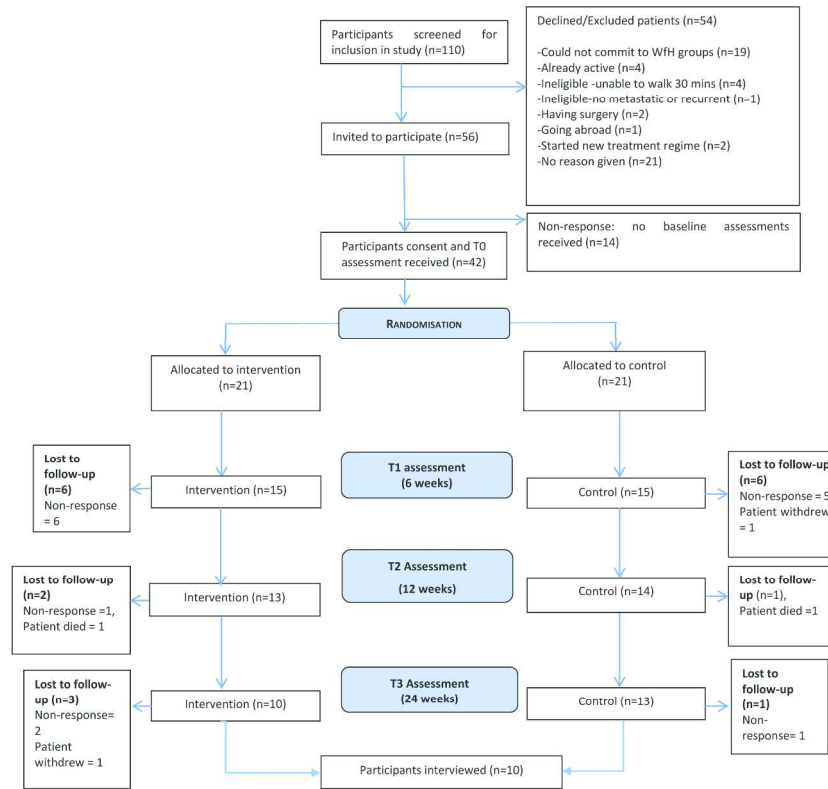 Participants screened for
inclusion in study (n=110)
Declined/Excluded patients (n=54)
-Could not commit to WfH groups (n=19)
-Already active (n=4)
-Ineligible -unable to walk 30 mins (n=4)
-Ineligible-no metastatic or recurrent (n=1)
-Having surgery (n=2)
-Going abroad (n=1)
-Started new treatment regime (n=2)
-No reason given (n=21)
Invited to participate (n=56)
Non-response: no baseline assessments
received (n=14)
Participants consent and T0
assessment received (n=42)
RANDOMISATION
Allocated to intervention
(n=21)
Allocated to control
(n=21)
Lost to
follow-up
(n=6)
Non-response
= 6
Intervention (n=15)
T1 assessment
(6 weeks)
Control (n=15)
Lost to follow-up
(n=6)
Non-response = 5
Patient withdrew
= 1
Lost to follow-up
(n=2)
Non-response =1,
Patient died = 1
Intervention (n=13)
T2 Assessment
(12 weeks)
Control (n=14)
Lost to follow-
up (n=1),
Patient died =1
Lost to follow-
up (n=3)
Non-response=
2
Patient
withdrew = 1
Intervention (n=10)
T3 Assessment
(24 weeks)
Control (n=13)
Lost to
follow-up
(n=1)
Non-
response= 1
Participants interviewed (n=10)